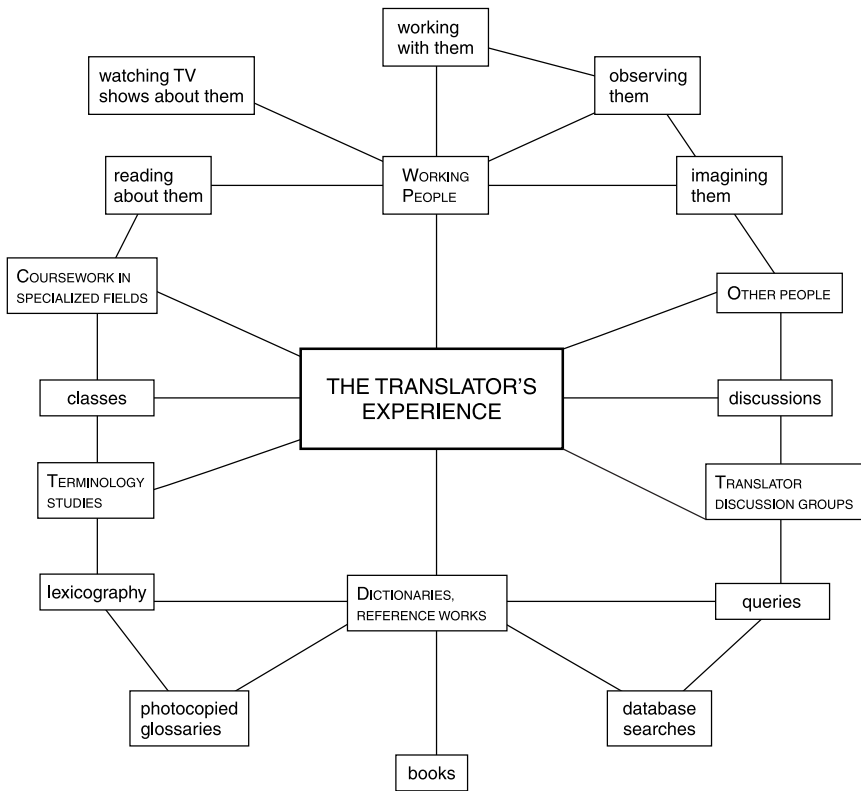 working
with them
watching TV
shows about them
observing
them
reading
about them
WORKING
PEOPLE
imagining
them
COURSEWORK IN
SPECIALIZED FIELDS
OTHER PEOPLE
THE TRANSLATOR'S
EXPERIENCE
classes
discussions
TERMINOLOGY
STUDIES
TRANSLATOR
DISCUSSION GROUPS
lexicography
DICTIONARIES,
REFERENCE WORKS
queries
photocopied
glossaries
database
searches
books